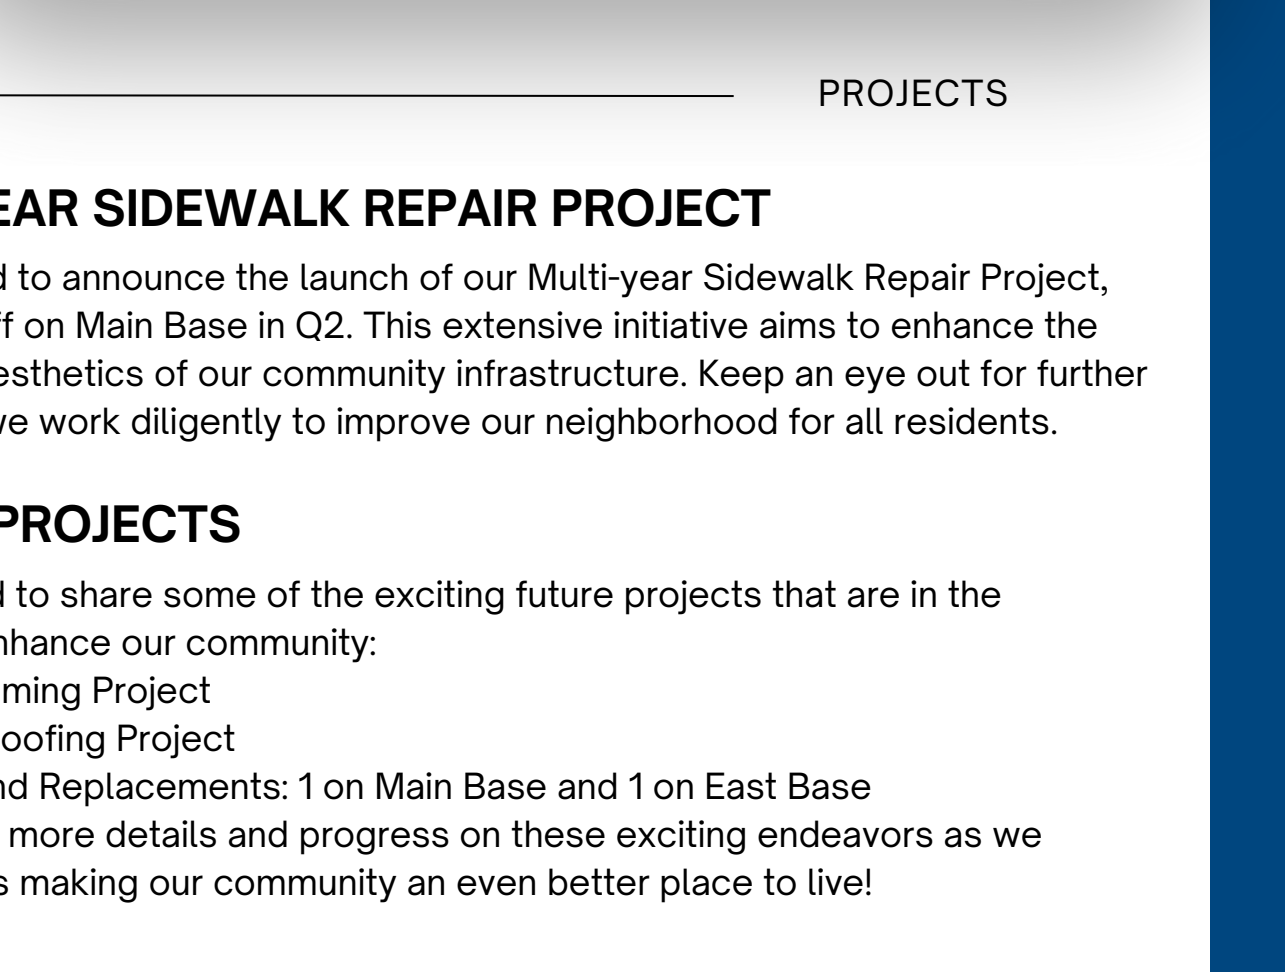 PROJECTS
EAR SIDEWALK REPAIR PROJECT
d to announce the launch of our Multi-year Sidewalk Repair Project,
ff on Main Base in Q2. This extensive initiative aims to enhance the
esthetics of our community infrastructure. Keep an eye out for further
we work diligently to improve our neighborhood for all residents.
PROJECTS
d to share some of the exciting future projects that are in the
nhance our community:
ming Project
oofing Project
nd Replacements: 1 on Main Base and 1 on East Base
more details and progress on these exciting endeavors as we
s making our community an even better place to live!